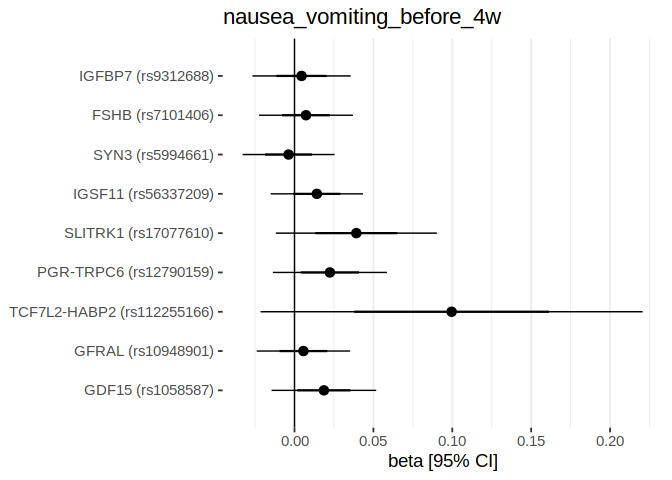 nausea_vomiting_before_4w
IGFBP7 (rs9312688)
FSHB (rs7101406)
SYN3 (rs5994661)
IGSF11 (rs56337209)
SLITRK1 (rs17077610)
PGR-TRPC6 (rs12790159)
TCF7L2-HABP2 (rs112255166)
GFRAL (rs10948901)
GDF15 (rs1058587)
0.00 0.05 0.10 0.15 0.20
beta [95% CI]